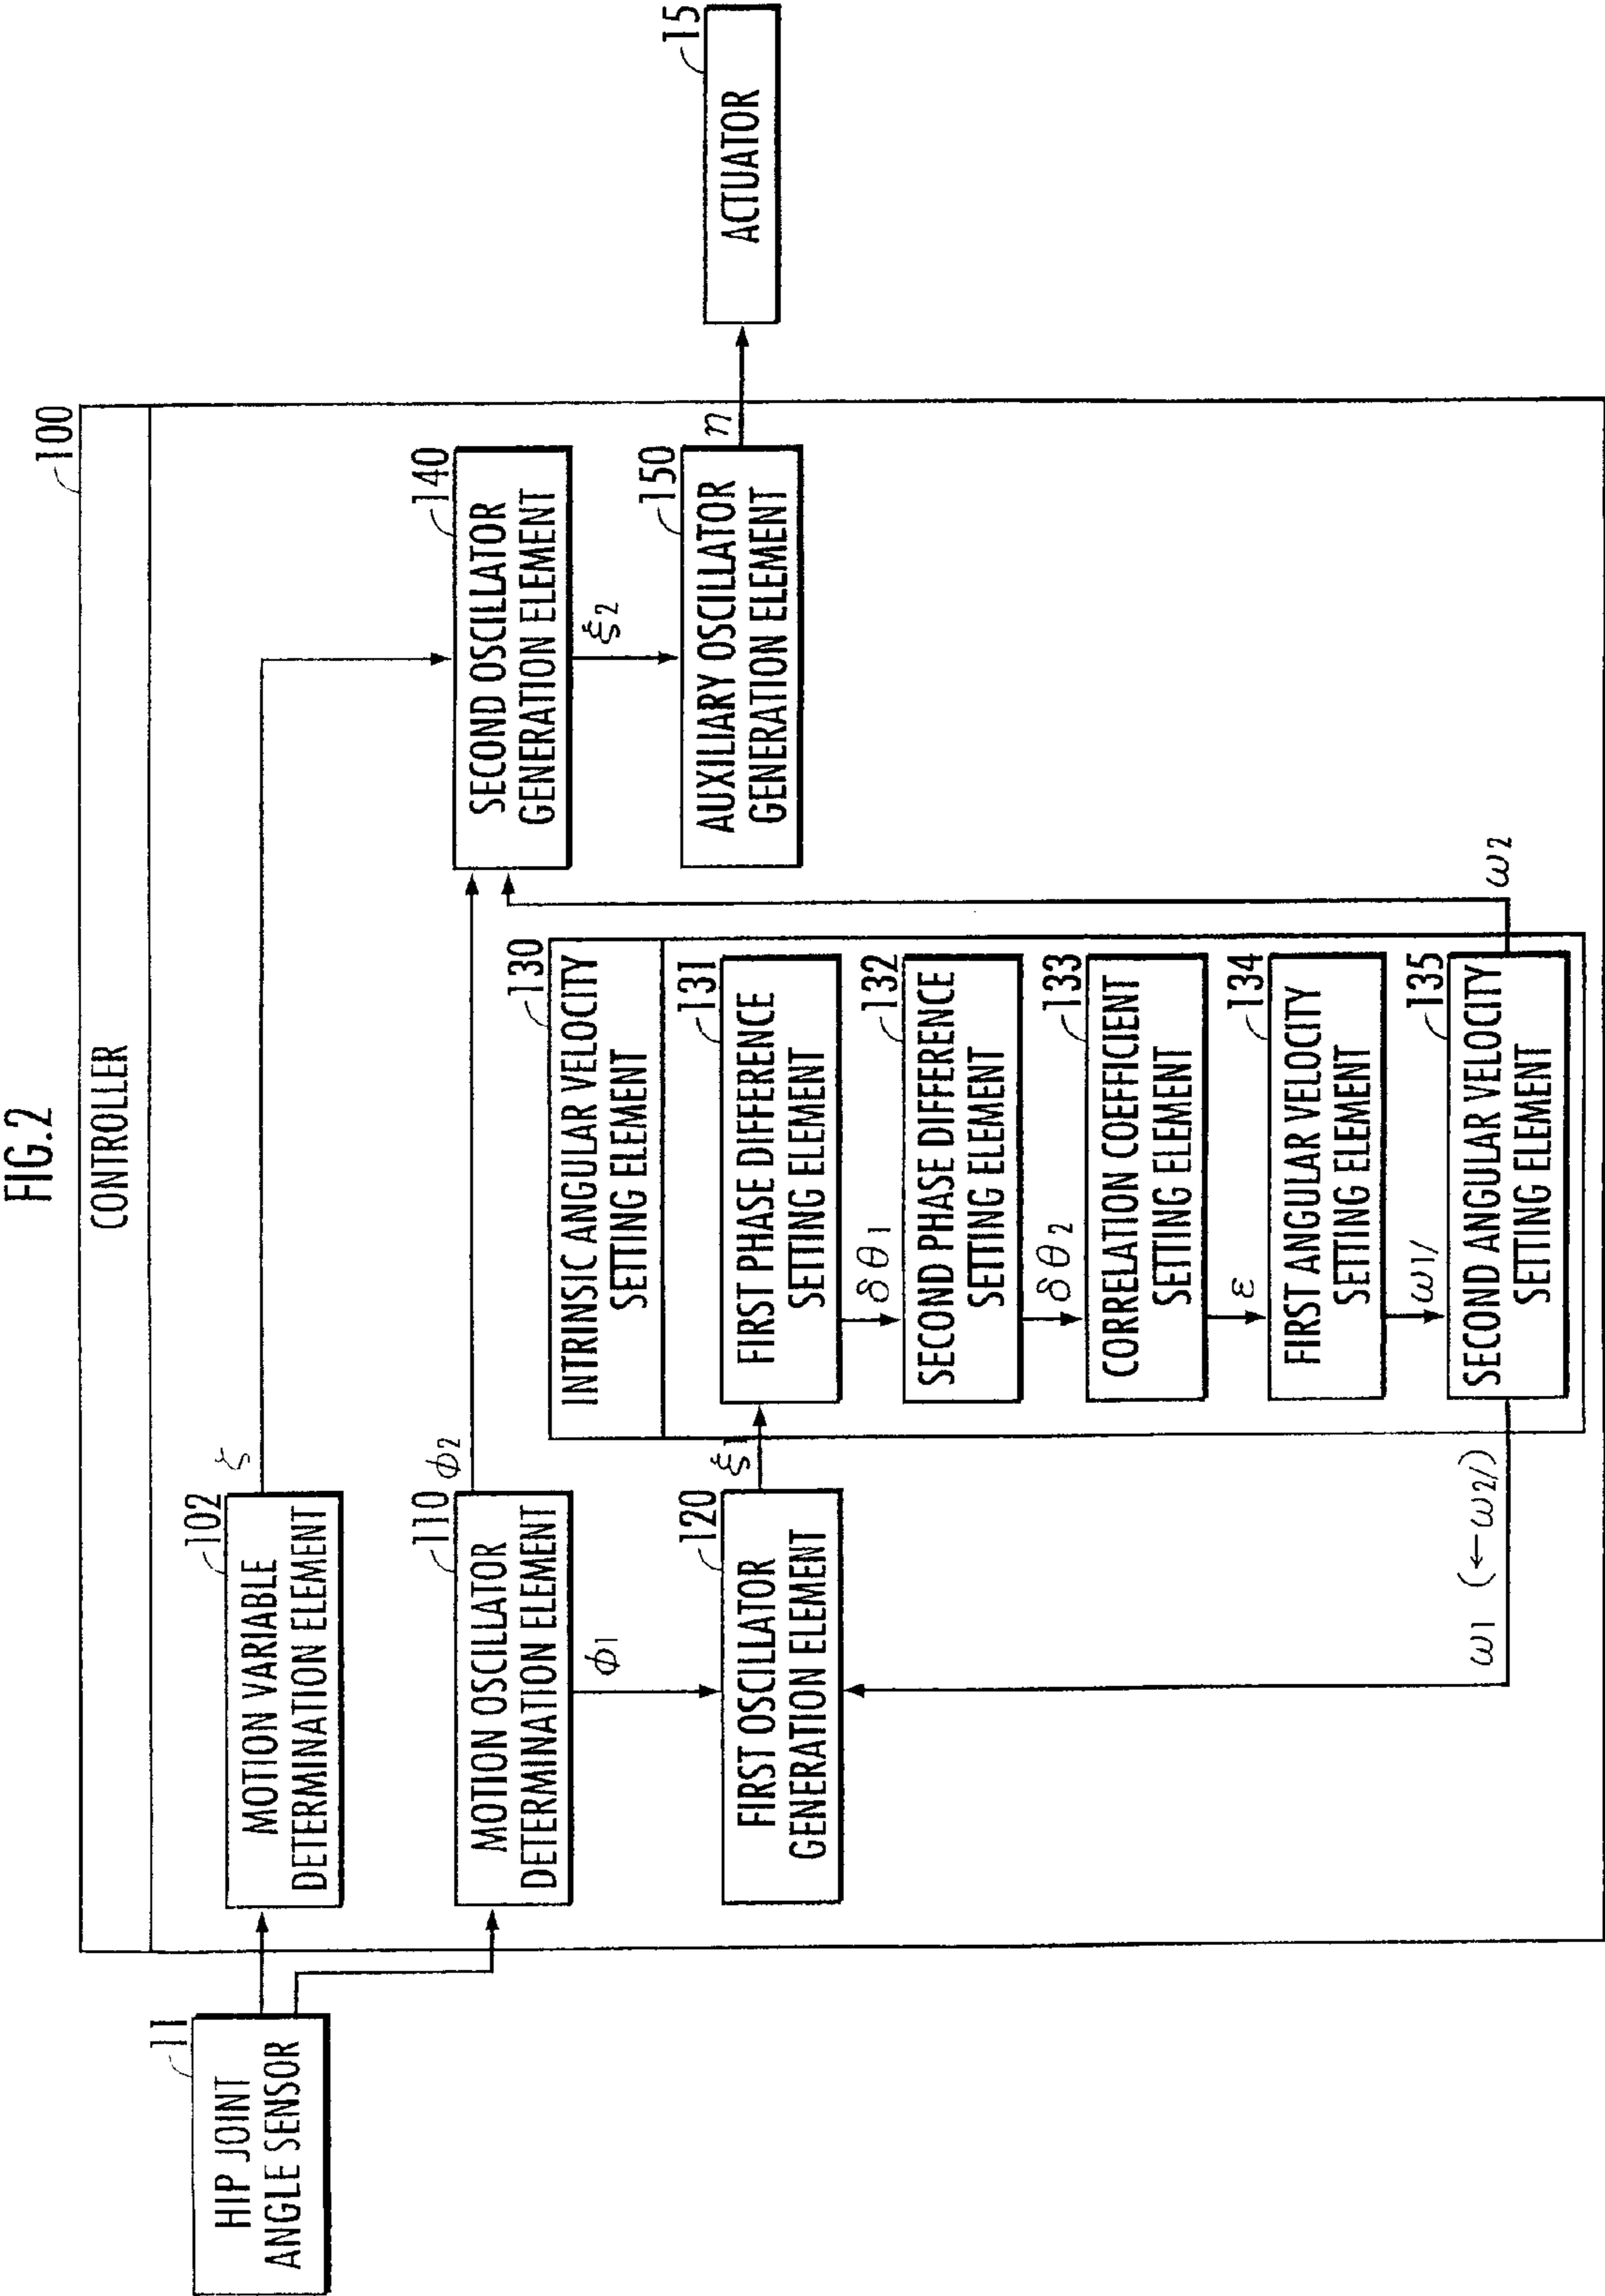 FIG.2
100
CONTROLLER
11
HIP JOINT
ANGLE SENSOR
102
MOTION VARIABLE
DETERMINATION ELEMENT
ζ
110
MOTION OSCILLATOR
DETERMINATION ELEMENT
ϕ2
ϕ1
120
FIRST OSCILLATOR
GENERATION ELEMENT
ξ1
130
INTRINSIC ANGULAR VELOCITY
SETTING ELEMENT
131
FIRST PHASE DIFFERENCE
SETTING ELEMENT
δθ1
132
SECOND PHASE DIFFERENCE
SETTING ELEMENT
δθ2
133
CORRELATION COEFFICIENT
SETTING ELEMENT
ε
134
FIRST ANGULAR VELOCITY
SETTING ELEMENT
ω1/
135
SECOND ANGULAR VELOCITY
SETTING ELEMENT
ω1 (←ω2/)
ω2
140
SECOND OSCILLATOR
GENERATION ELEMENT
ξ2
150
AUXILIARY OSCILLATOR
GENERATION ELEMENT
η
15
ACTUATOR